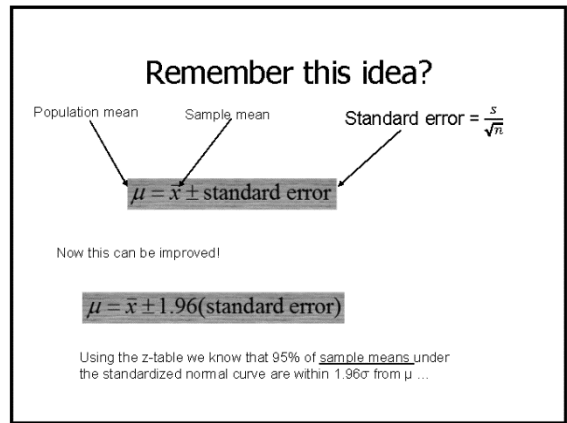 Remember this idea?
Population mean
Sample mean
Standard error = s/√n
μ = x̄ ± standard error
Now this can be improved!
μ = x̄ ± 1.96(standard error)
Using the z-table we know that 95% of sample means under
the standardized normal curve are within 1.96σ from μ ...